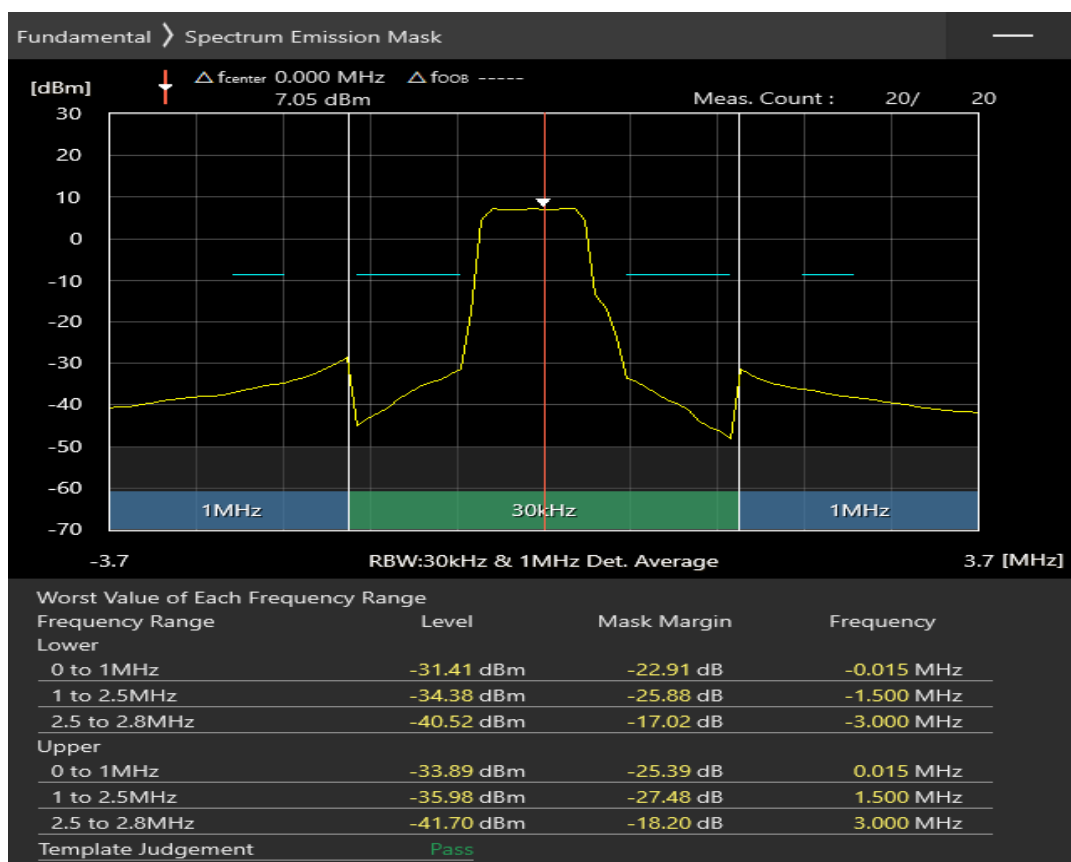 Fundamental ❯ Spectrum Emission Mask
[dBm] △ fcenter 0.000 MHz △ fOOB -----
7.05 dBm Meas. Count : 20/ 20
30
20
10
0
-10
-20
-30
-40
-50
-60
-70
1MHz 30kHz 1MHz
-3.7 RBW:30kHz & 1MHz Det. Average 3.7 [MHz]
Worst Value of Each Frequency Range
Frequency Range Level Mask Margin Frequency
Lower
0 to 1MHz -31.41 dBm -22.91 dB -0.015 MHz
1 to 2.5MHz -34.38 dBm -25.88 dB -1.500 MHz
2.5 to 2.8MHz -40.52 dBm -17.02 dB -3.000 MHz
Upper
0 to 1MHz -33.89 dBm -25.39 dB 0.015 MHz
1 to 2.5MHz -35.98 dBm -27.48 dB 1.500 MHz
2.5 to 2.8MHz -41.70 dBm -18.20 dB 3.000 MHz
Template Judgement Pass